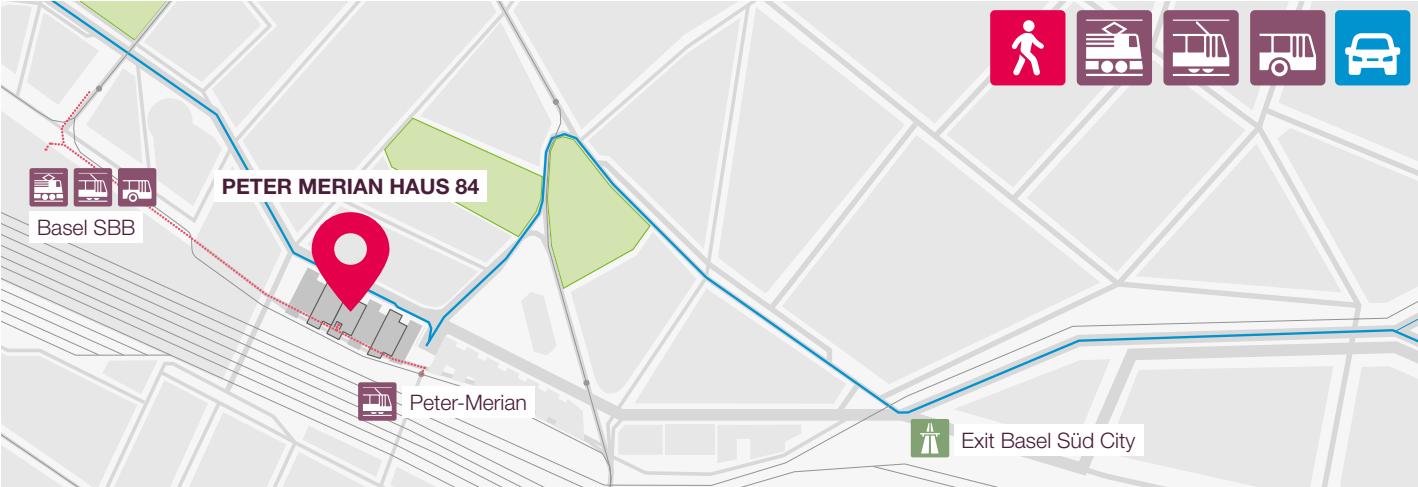 PETER MERIAN HAUS 84
Basel SBB
Peter-Merian
Exit Basel Süd City